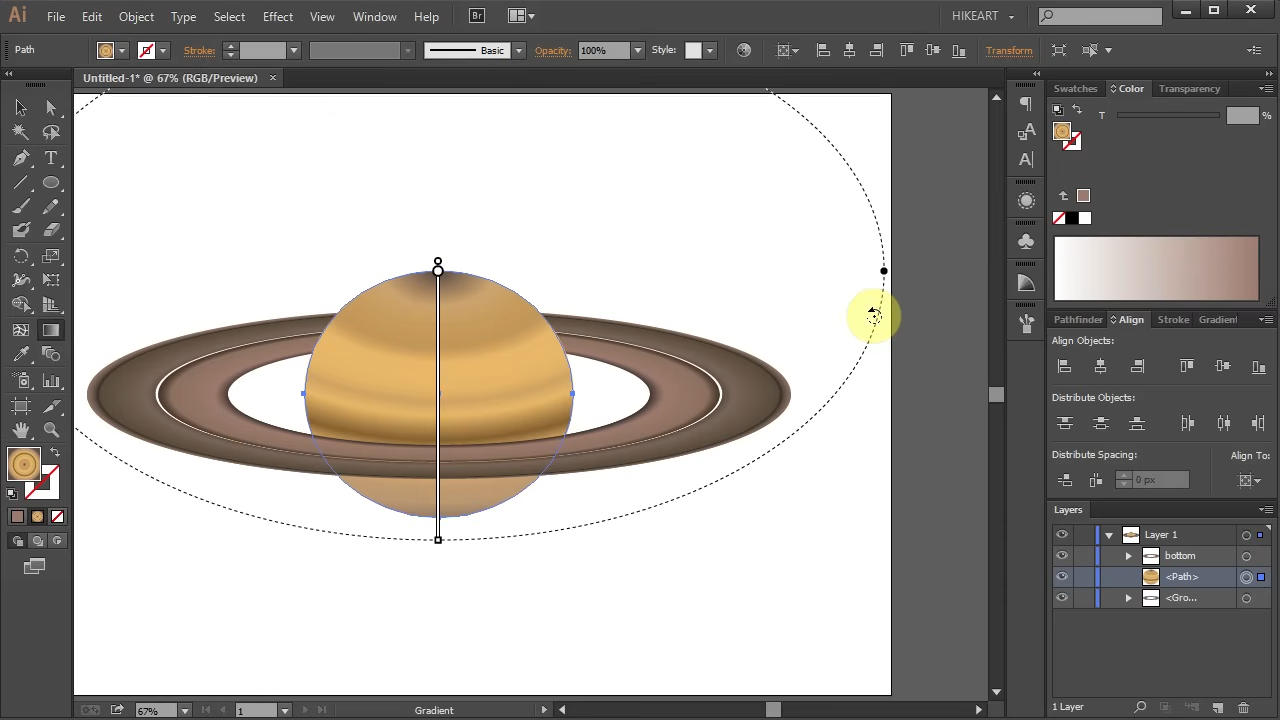 Ai File Edit Object Type Select Effect View Window Help Br HIKEART
Path Stroke: Basic Opacity: 100% Style: Transform
Untitled-1* @ 67% (RGB/Preview)
Swatches Color Transparency
T %
Pathfinder Align Stroke Gradien
Align Objects:
Distribute Objects:
Distribute Spacing: Align To:
0 px
Layers
Layer 1
bottom
<Path>
<Gro...
1 Layer
67% 1 Gradient